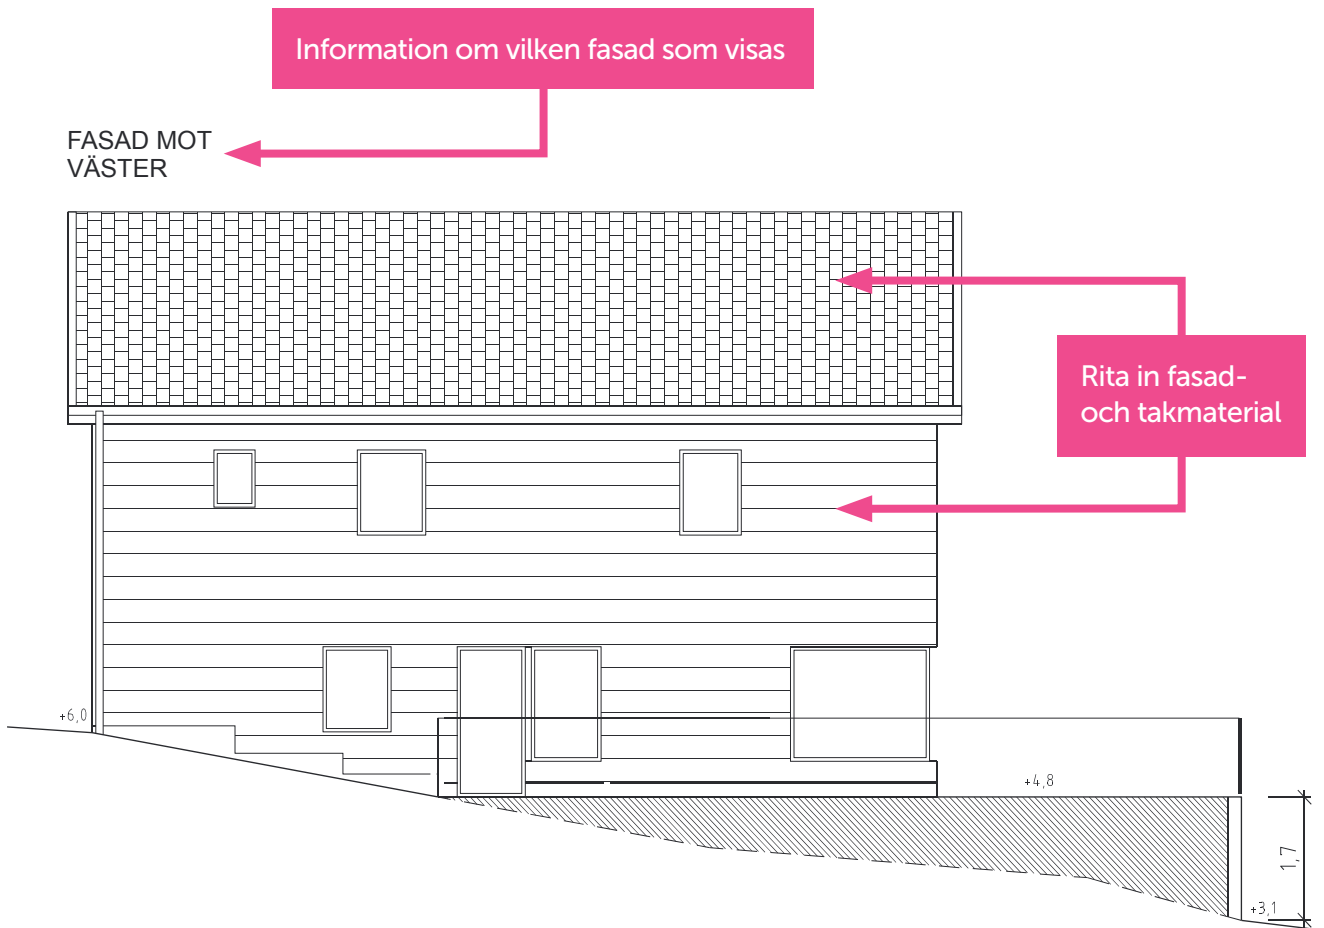 Information om vilken fasad som visas
FASAD MOT
VÄSTER
Rita in fasad-
och takmaterial
+6,0
+4,8
1,7
+3,1